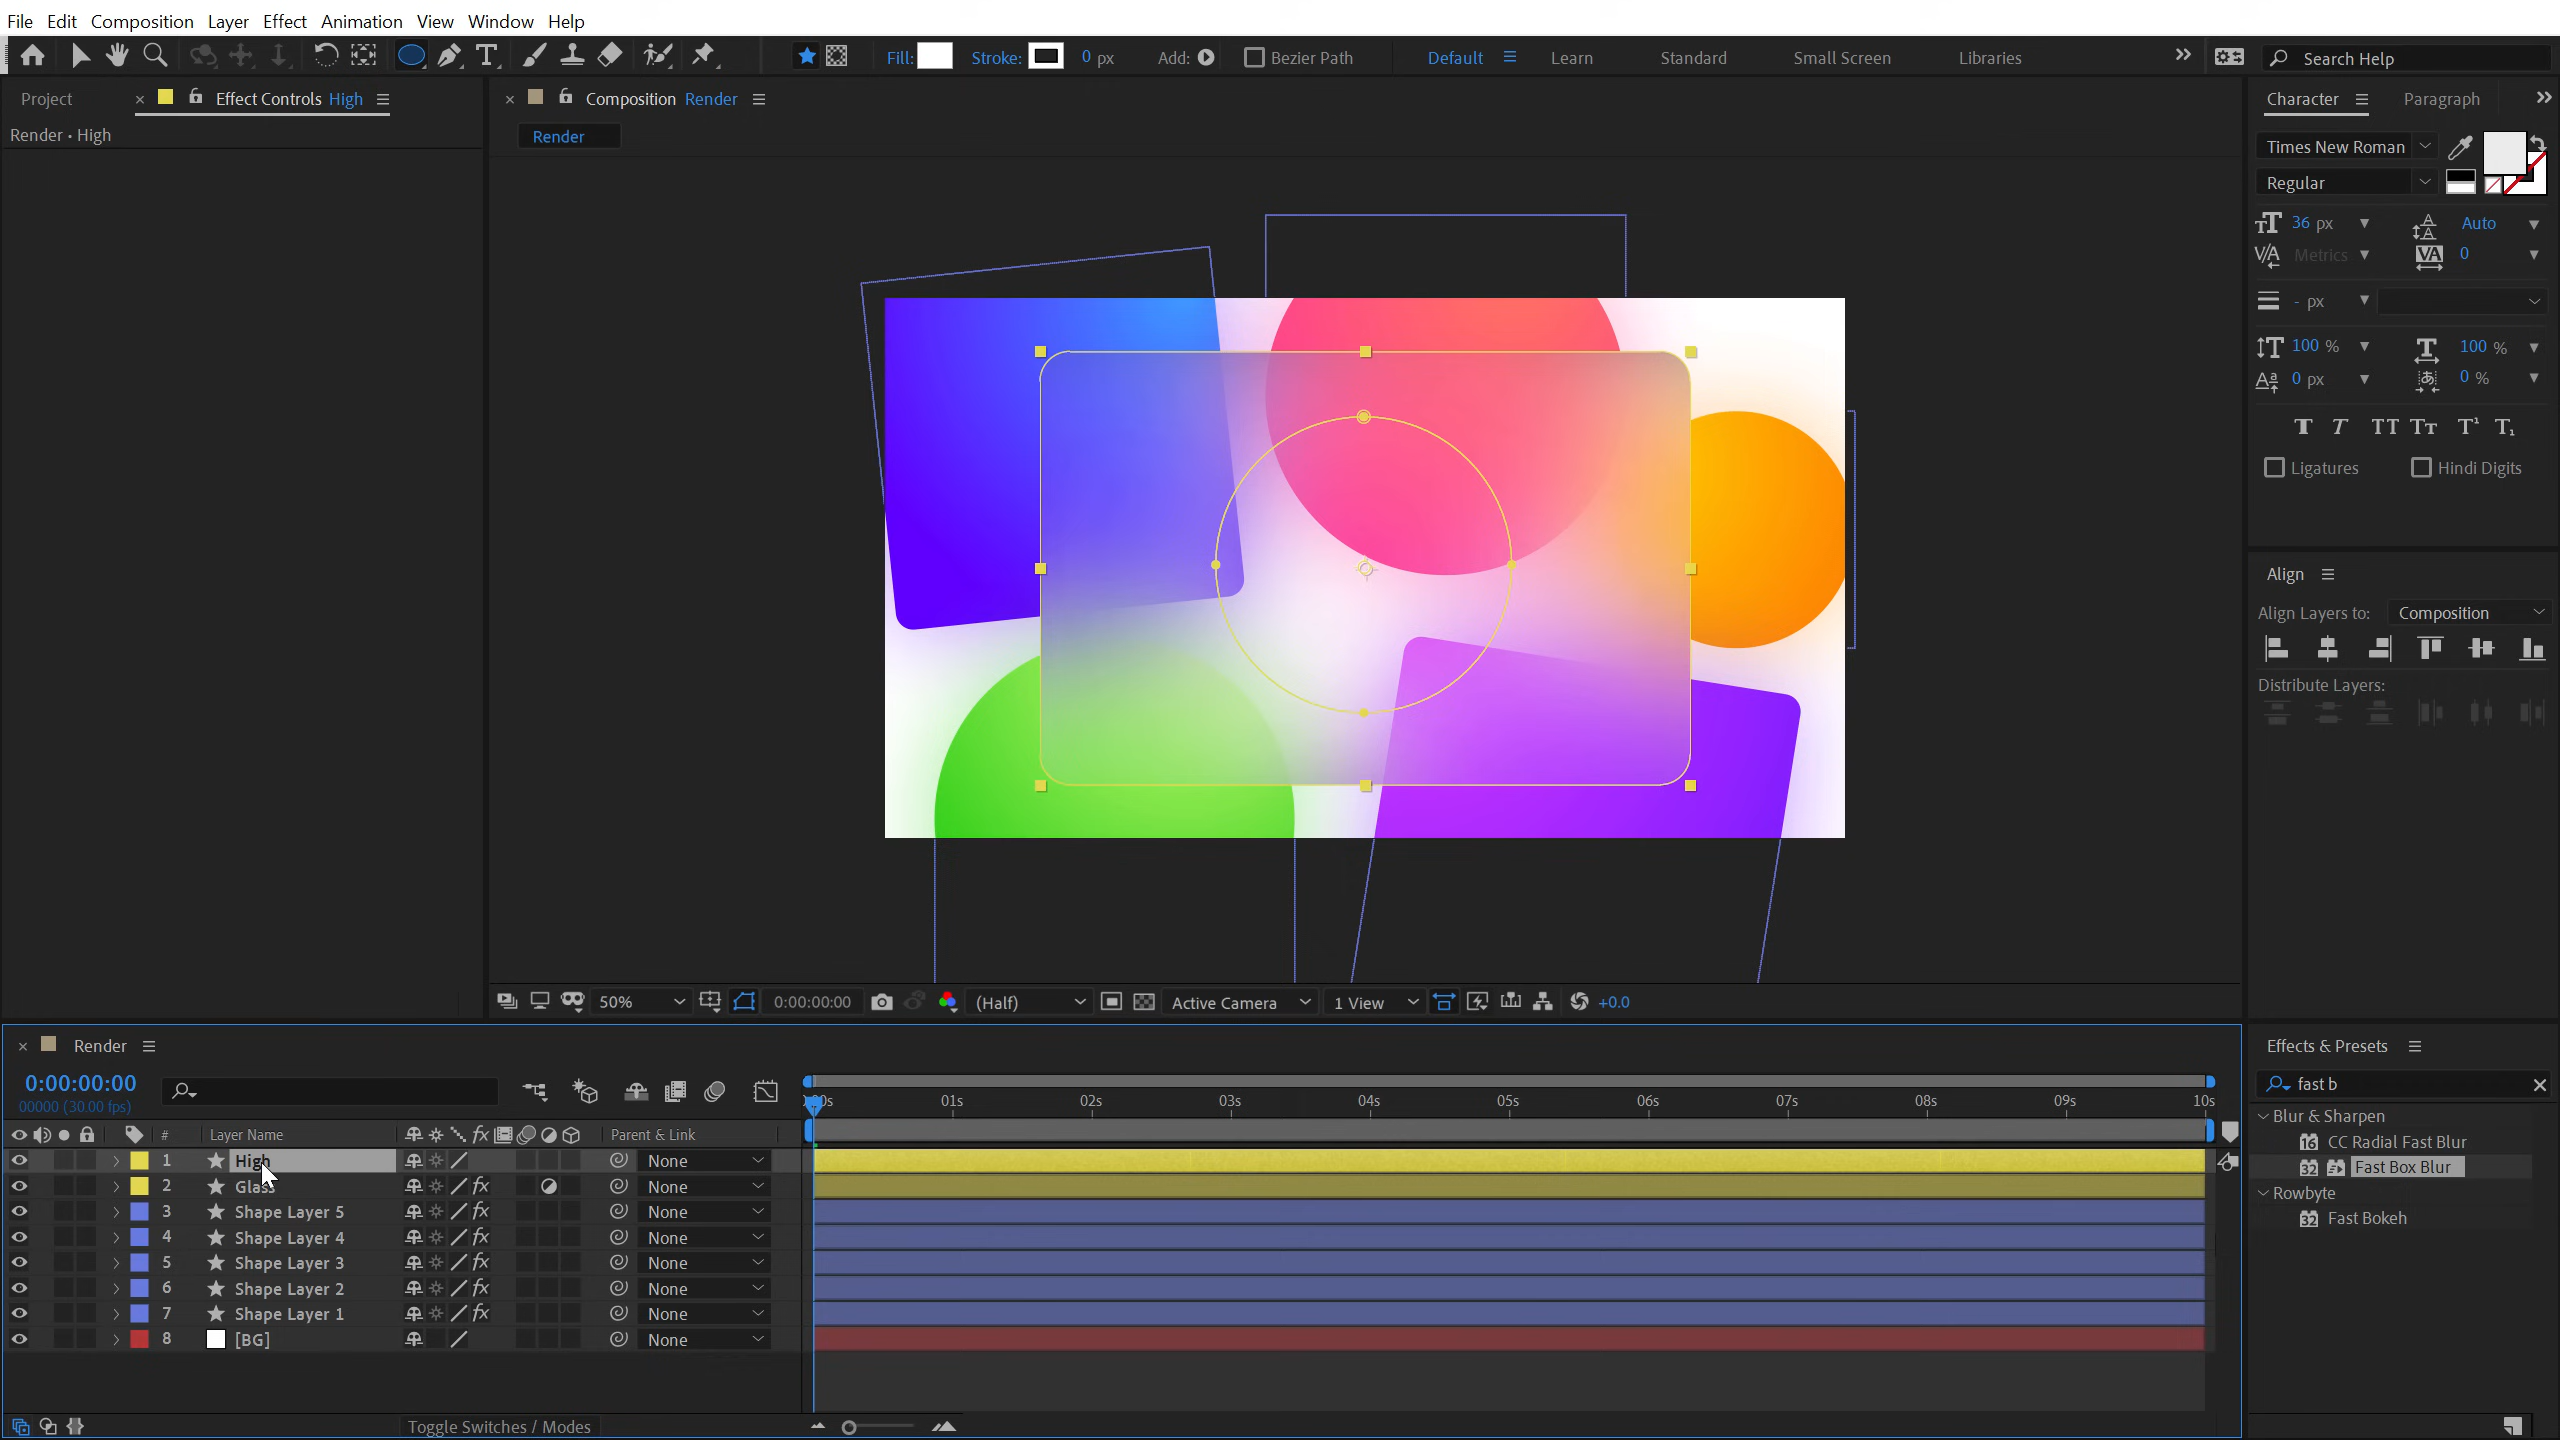 File Edit Composition Layer Effect Animation View Window Help
Fill: Stroke: 0 px Add: Bezier Path Default Learn Standard Small Screen Libraries Search Help
Project Effect Controls High Composition Render Character Paragraph
Render • High
Render
Times New Roman
Regular
36 px Auto
Metrics 0
- px
100 % 100 %
0 px 0 %
Ligatures Hindi Digits
Align
Align Layers to: Composition
Distribute Layers:
50% 0:00:00:00 (Half) Active Camera 1 View +0.0
Render
0:00:00:00
00000 (30.00 fps)
01s 02s 03s 04s 05s 06s 07s 08s 09s 10s
# Layer Name Parent & Link
1 High None
2 Glass None
3 Shape Layer 5 None
4 Shape Layer 4 None
5 Shape Layer 3 None
6 Shape Layer 2 None
7 Shape Layer 1 None
8 [BG] None
Toggle Switches / Modes
Effects & Presets
fast b
Blur & Sharpen
CC Radial Fast Blur
Fast Box Blur
Rowbyte
Fast Bokeh